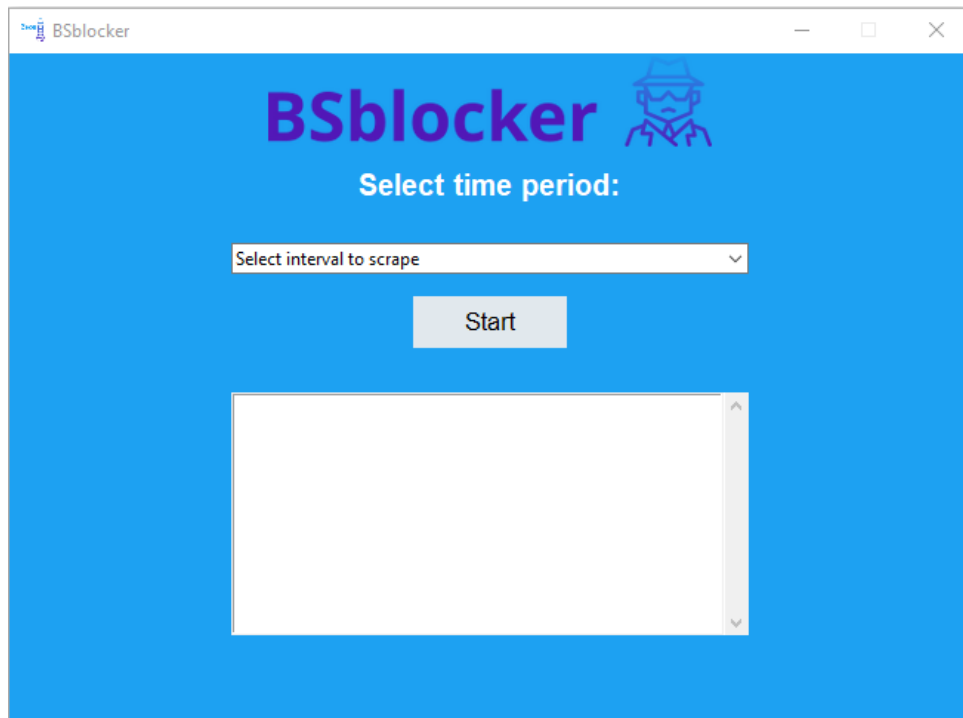 BSblocker
BSblocker
Select time period:
Select interval to scrape
Start